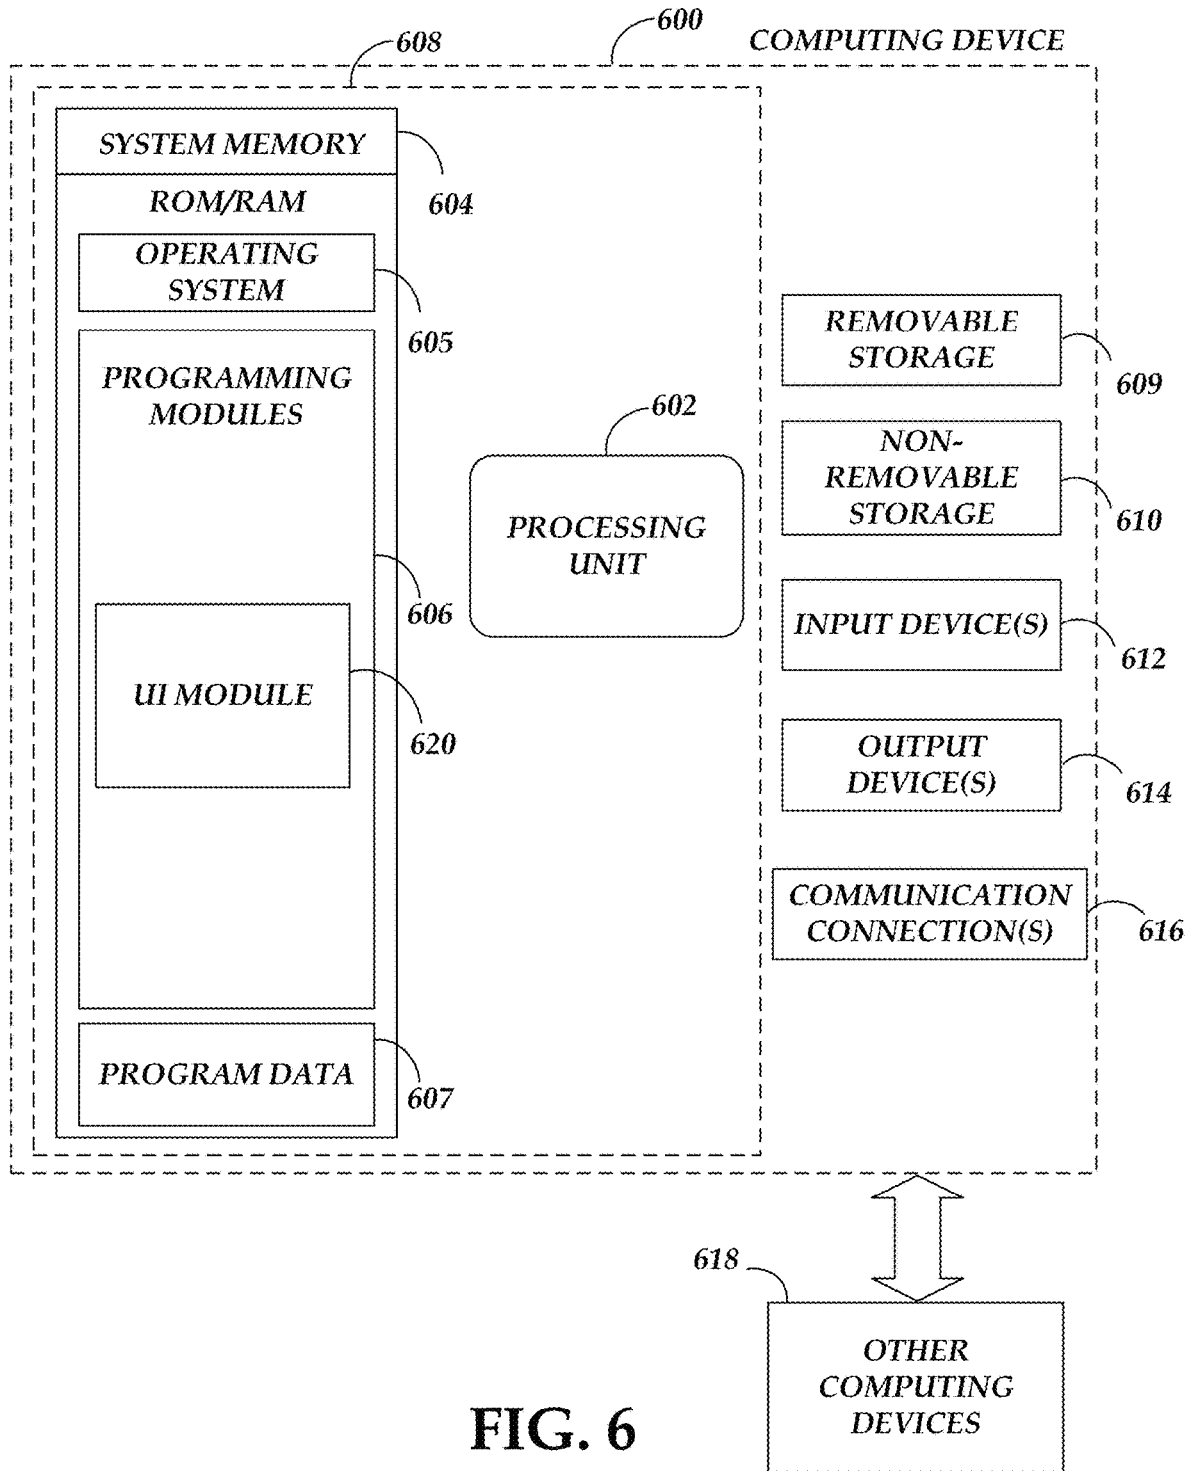 600
COMPUTING DEVICE
608
SYSTEM MEMORY
604
ROM/RAM
OPERATING
SYSTEM
605
PROGRAMMING
MODULES
606
UI MODULE
620
PROGRAM DATA
607
602
PROCESSING
UNIT
REMOVABLE
STORAGE
609
NON-
REMOVABLE
STORAGE
610
INPUT DEVICE(S)
612
OUTPUT
DEVICE(S)
614
COMMUNICATION
CONNECTION(S)
616
618
OTHER
COMPUTING
DEVICES
FIG. 6